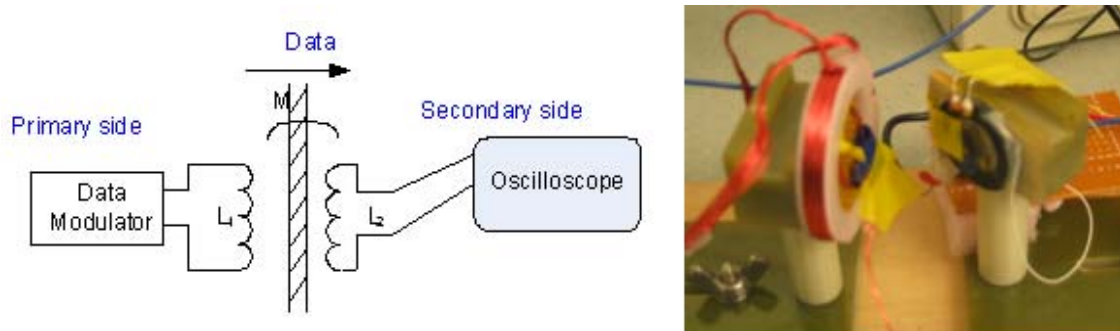 Data
M
Primary side
Secondary side
Data
Modulator
L₁
L₂
Oscilloscope